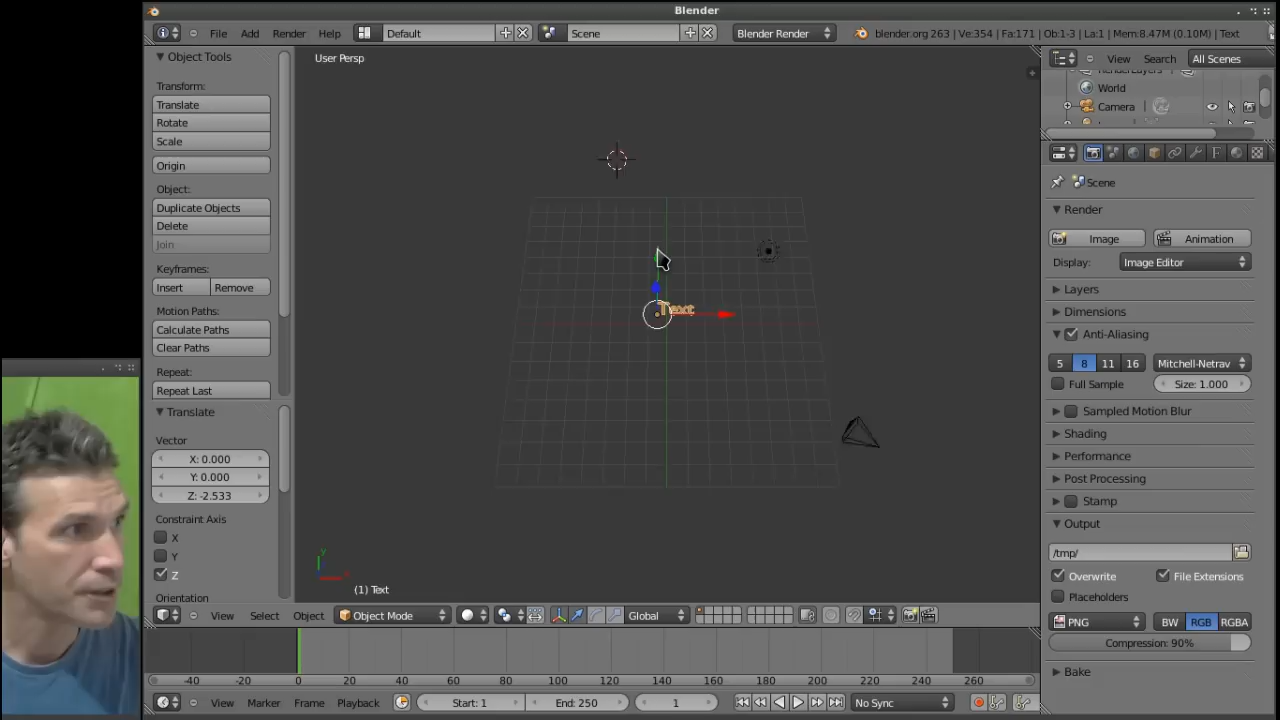 Blender
File Add Render Help Default Scene Blender Render blender.org 263 | Ve:354 | Fa:171 | Ob:1-3 | La:1 | Mem:8.47M (0.10M) | Text
Object Tools
Transform:
Translate
Rotate
Scale
Origin
Object:
Duplicate Objects
Delete
Join
Keyframes:
Insert Remove
Motion Paths:
Calculate Paths
Clear Paths
Repeat:
Repeat Last
Translate
Vector
X: 0.000
Y: 0.000
Z: -2.533
Constraint Axis
X
Y
Z
Orientation
User Persp
Text
y
x
(1) Text
View Select Object Object Mode Global
-40 -20 0 20 40 60 80 100 120 140 160 180 200 220 240 260
View Marker Frame Playback Start: 1 End: 250 1 No Sync
View Search All Scenes
RenderLayers
World
Camera
Scene
Render
Image Animation
Display: Image Editor
Layers
Dimensions
Anti-Aliasing
5 8 11 16 Mitchell-Netrav
Full Sample Size: 1.000
Sampled Motion Blur
Shading
Performance
Post Processing
Stamp
Output
/tmp/
Overwrite File Extensions
Placeholders
PNG BW RGB RGBA
Compression: 90%
Bake